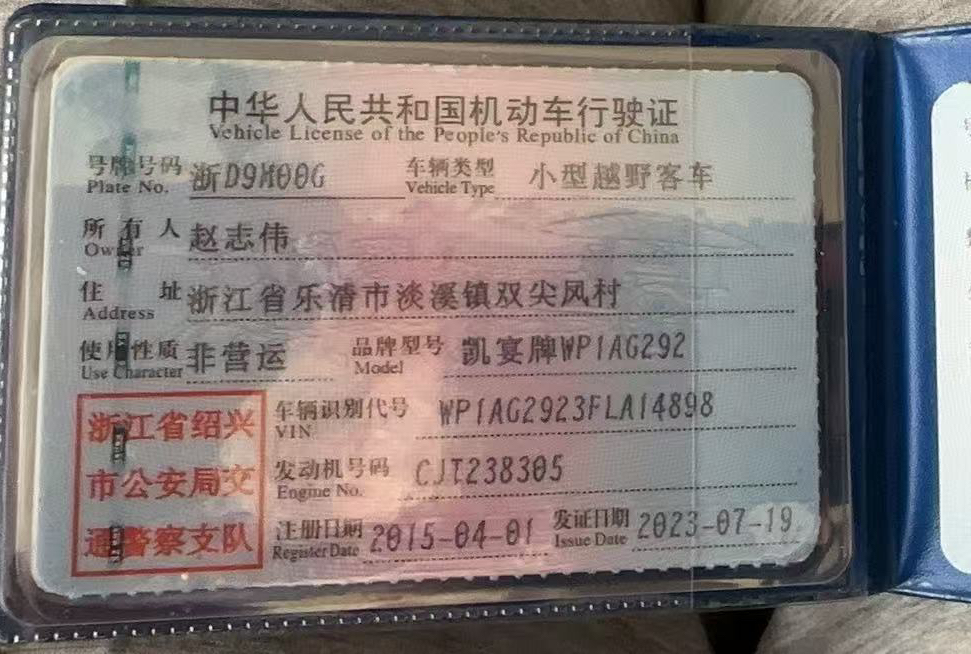 中华人民共和国机动车行驶证
Vehicle License of the People's Republic of China
号牌号码 浙D9M00G 车辆类型 小型越野客车
Plate No. Vehicle Type
所有人 赵志伟
Owner
住址 浙江省乐清市淡溪镇双尖凤村
Address
使用性质 非营运 品牌型号 凯宴牌WP1AG292
Use Character Model
浙江省绍兴
市公安局交
通警察支队
车辆识别代号 WP1AG2923FLA14898
VIN
发动机号码 CJT238305
Engine No.
注册日期 2015-04-01 发证日期 2023-07-19
Register Date Issue Date